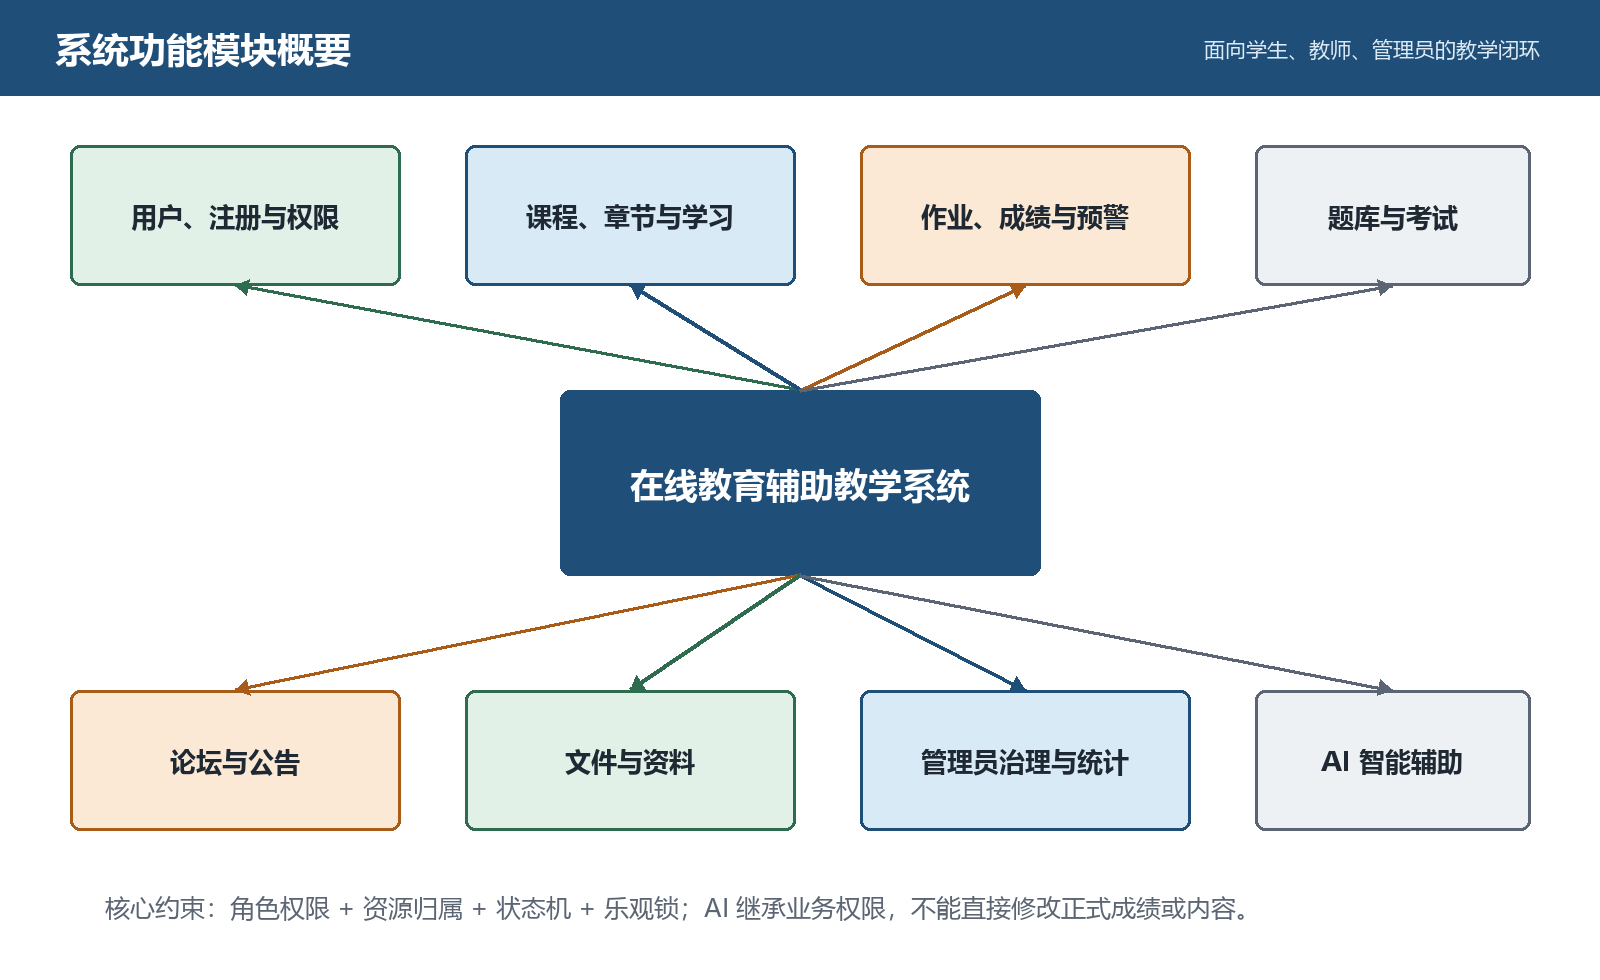 系统功能模块概要
面向学生、教师、管理员的教学闭环
用户、注册与权限
课程、章节与学习
作业、成绩与预警
题库与考试
在线教育辅助教学系统
论坛与公告
文件与资料
管理员治理与统计
AI 智能辅助
核心约束：角色权限 + 资源归属 + 状态机 + 乐观锁；AI 继承业务权限，不能直接修改正式成绩或内容。